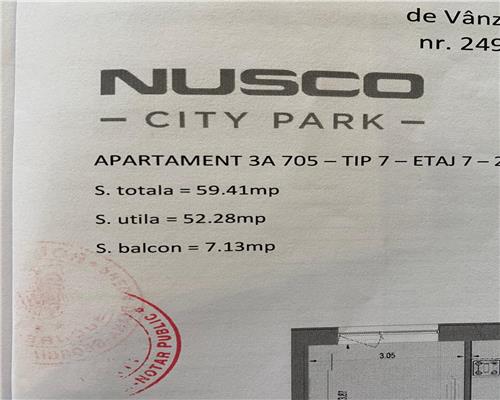 de Vânz
nr. 249
NUSCO
— CITY PARK —
APARTAMENT 3A 705 – TIP 7 – ETAJ 7 – 2
S. totala = 59.41mp
S. utila = 52.28mp
S. balcon = 7.13mp
NOTAR PUBLIC
3.05